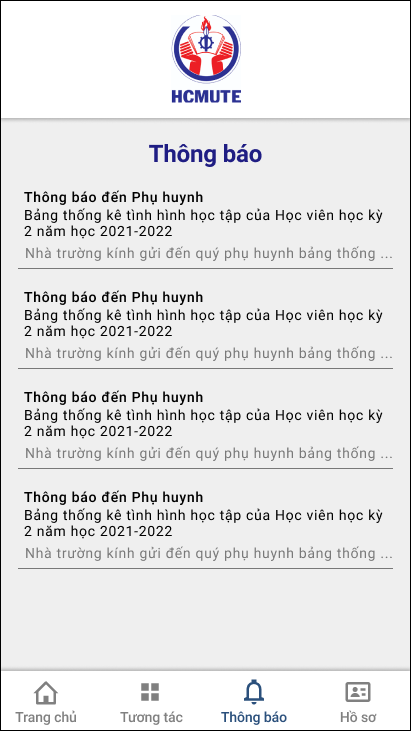 HCMUTE
Thông báo
Thông báo đến Phụ huynh
Bảng thống kê tình hình học tập của Học viên học kỳ
2 năm học 2021-2022
Nhà trường kính gửi đến quý phụ huynh bảng thống ...
Thông báo đến Phụ huynh
Bảng thống kê tình hình học tập của Học viên học kỳ
2 năm học 2021-2022
Nhà trường kính gửi đến quý phụ huynh bảng thống ...
Thông báo đến Phụ huynh
Bảng thống kê tình hình học tập của Học viên học kỳ
2 năm học 2021-2022
Nhà trường kính gửi đến quý phụ huynh bảng thống ...
Thông báo đến Phụ huynh
Bảng thống kê tình hình học tập của Học viên học kỳ
2 năm học 2021-2022
Nhà trường kính gửi đến quý phụ huynh bảng thống ...
Trang chủ Tương tác Thông báo Hồ sơ